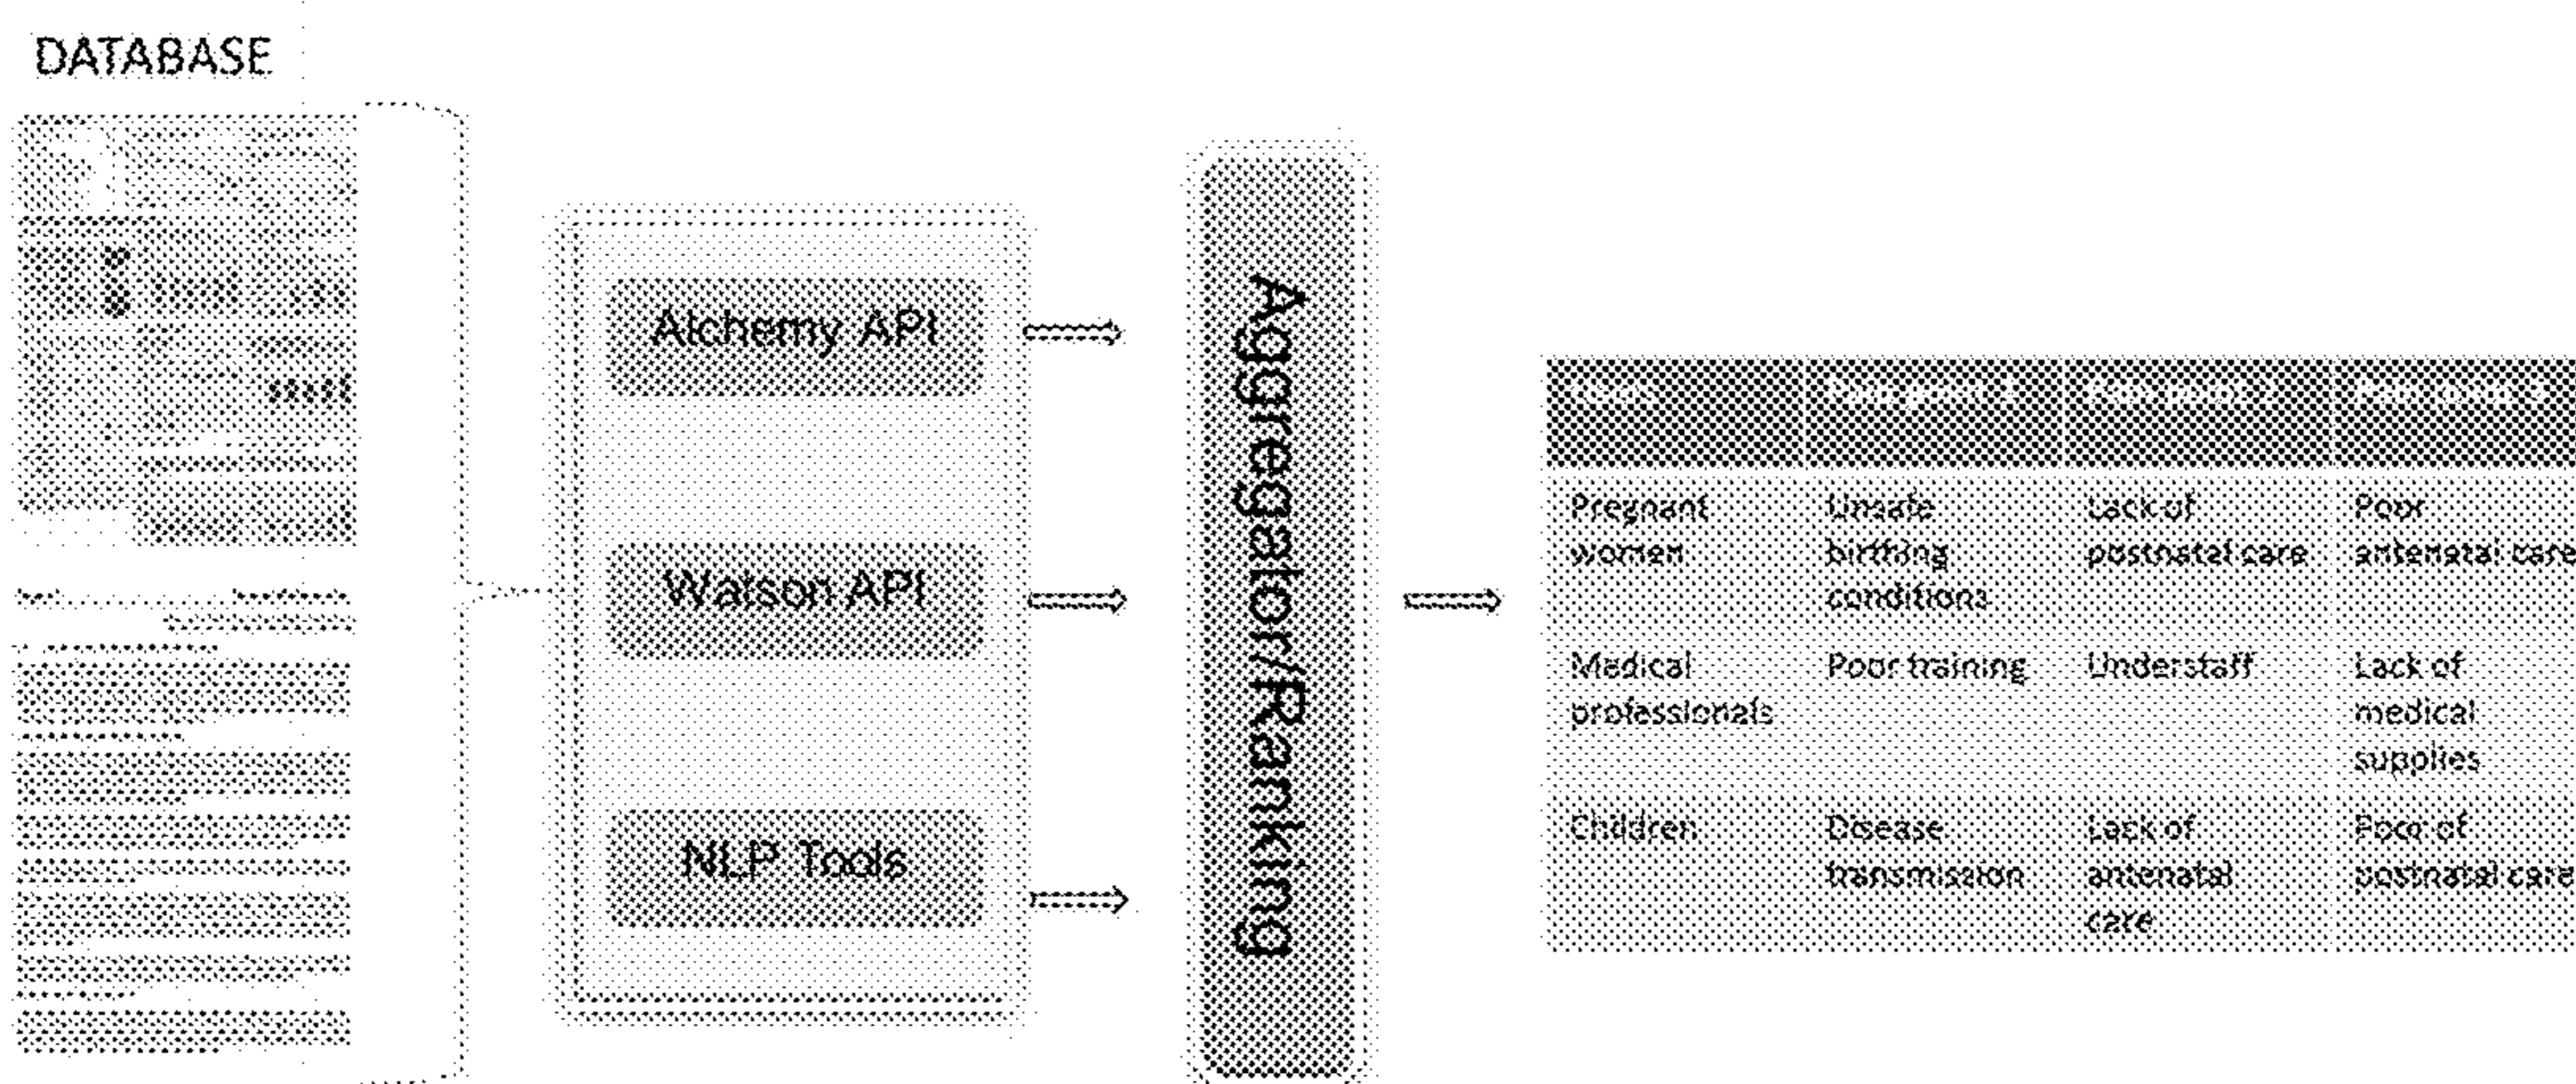 DATABASE
Alchemy API
Watson API
NLP Tools
Aggregator/Ranking
Pregnant
women
Unsafe
birthing
conditions
Lack of
postnatal care
Poor
antenatal care
Medical
professionals
Poor training
Understaff
Lack of
medical
supplies
Children
Disease
transmission
Lack of
antenatal
care
Poor of
postnatal care